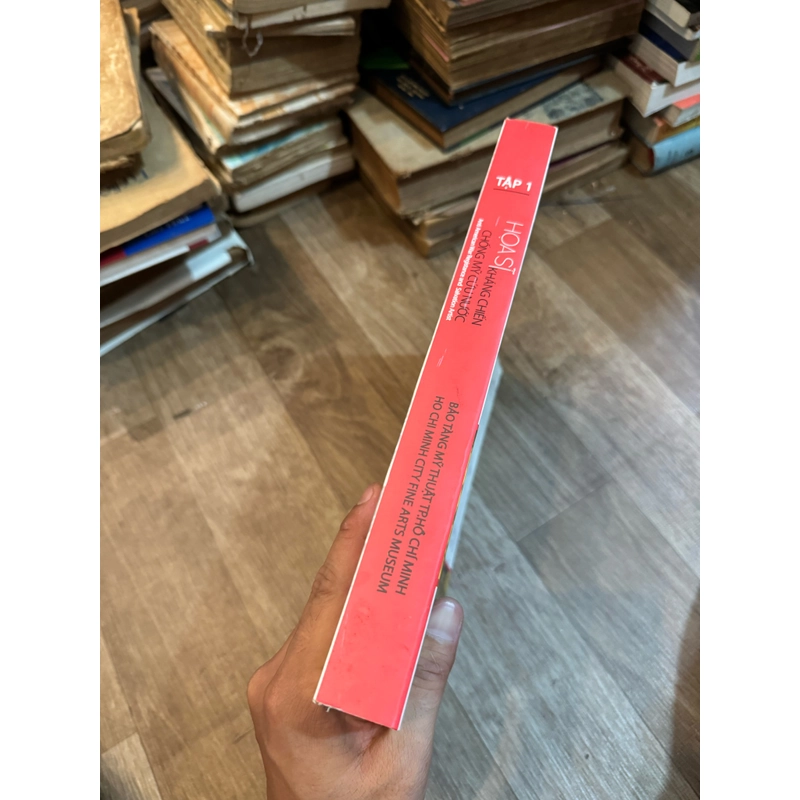 TẬP 1
HỌA SĨ
KHÁNG CHIẾN
CHỐNG MỸ CỨU NƯỚC
BẢO TÀNG MỸ THUẬT TP.HỒ CHÍ MINH
HO CHI MINH CITY FINE ARTS MUSEUM